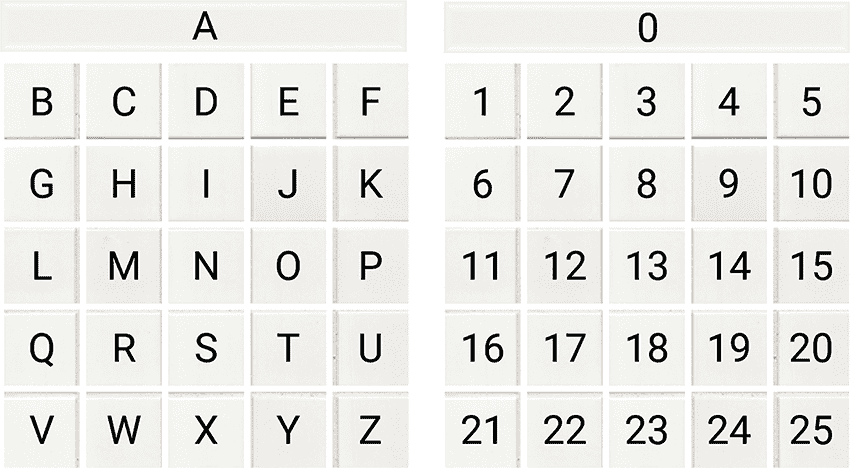 A
B C D E F
G H I J K
L M N O P
Q R S T U
V W X Y Z
0
1 2 3 4 5
6 7 8 9 10
11 12 13 14 15
16 17 18 19 20
21 22 23 24 25